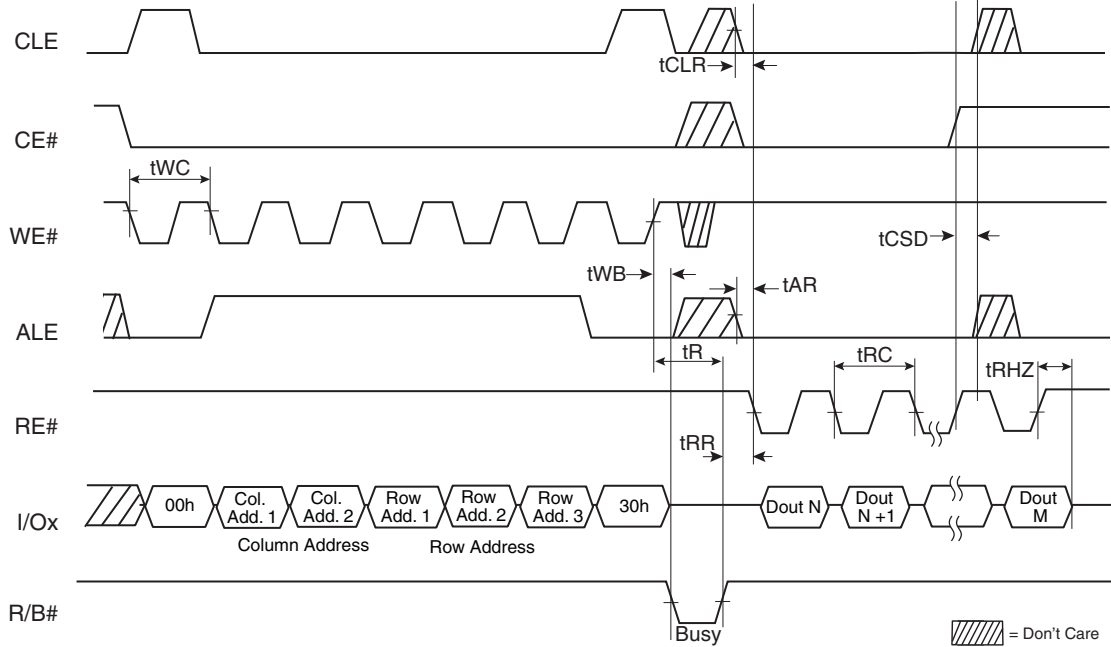 CLE
tCLR
CE#
tWC
WE#
tCSD
tWB
tAR
ALE
tR
tRC
tRHZ
RE#
tRR
I/Ox
00h
Col.
Add. 1
Col.
Add. 2
Row
Add. 1
Row
Add. 2
Row
Add. 3
30h
Dout N
Dout
N +1
Dout
M
Column Address
Row Address
R/B#
Busy
= Don't Care